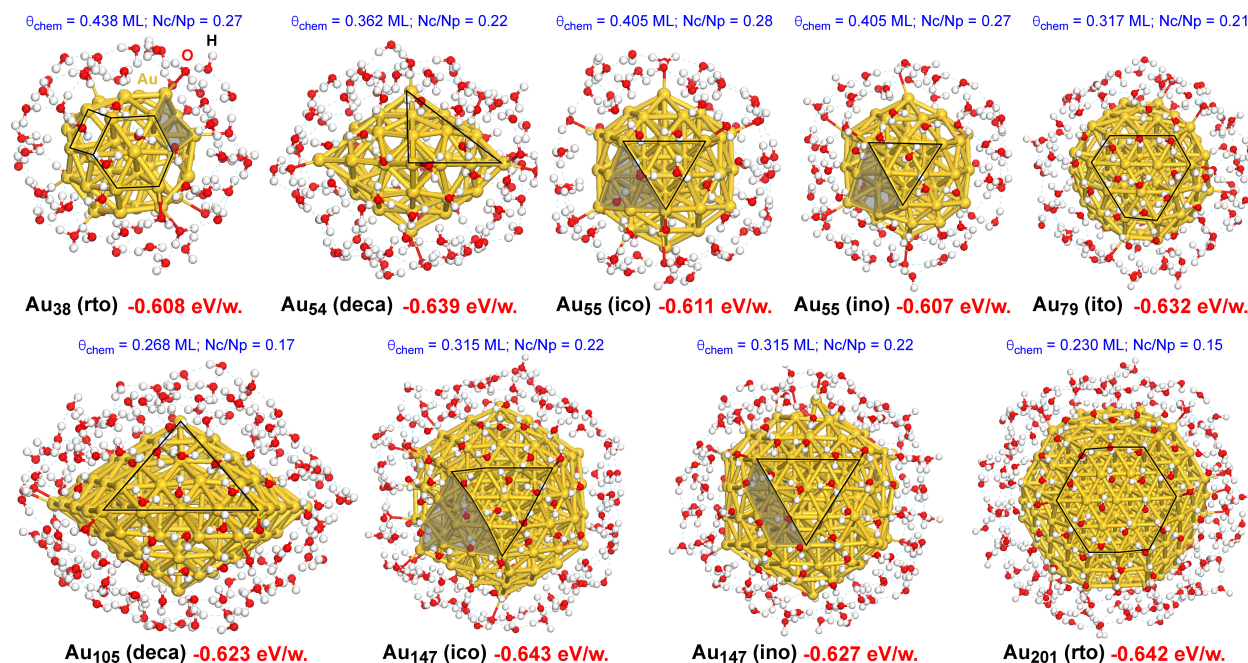 θchem = 0.438 ML; Nc/Np = 0.27
θchem = 0.362 ML; Nc/Np = 0.22
θchem = 0.405 ML; Nc/Np = 0.28
θchem = 0.405 ML; Nc/Np = 0.27
θchem = 0.317 ML; Nc/Np = 0.21
H
O
Au
Au38 (rto) -0.608 eV/w.
Au54 (deca) -0.639 eV/w.
Au55 (ico) -0.611 eV/w.
Au55 (ino) -0.607 eV/w.
Au79 (ito) -0.632 eV/w.
θchem = 0.268 ML; Nc/Np = 0.17
θchem = 0.315 ML; Nc/Np = 0.22
θchem = 0.315 ML; Nc/Np = 0.22
θchem = 0.230 ML; Nc/Np = 0.15
Au105 (deca) -0.623 eV/w.
Au147 (ico) -0.643 eV/w.
Au147 (ino) -0.627 eV/w.
Au201 (rto) -0.642 eV/w.